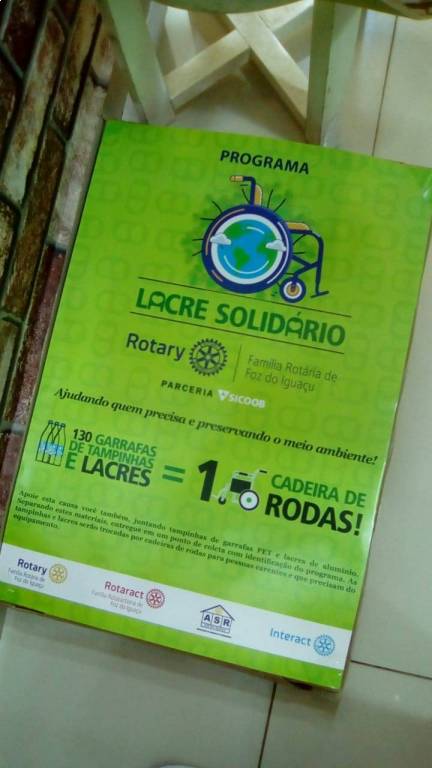 PROGRAMA
LACRE SOLIDÁRIO
Rotary
Família Rotária de
Foz do Iguaçu
PARCERIA SICOOB
Ajudando quem precisa e preservando o meio ambiente!
130 GARRAFAS
DE TAMPINHAS
E LACRES
= 1
CADEIRA DE
RODAS!
Apoie esta causa você também, juntando tampinhas de garrafas PET e lacres de alumínio.
Separando estes materiais, entregue em um ponto de coleta com identificação do programa. As
tampinhas e lacres serão trocadas por cadeiras de rodas para pessoas carentes e que precisam do
equipamento.
Rotary
Família Rotária de
Foz do Iguaçu
Rotaract
Foz do Iguaçu
ASR
Interact